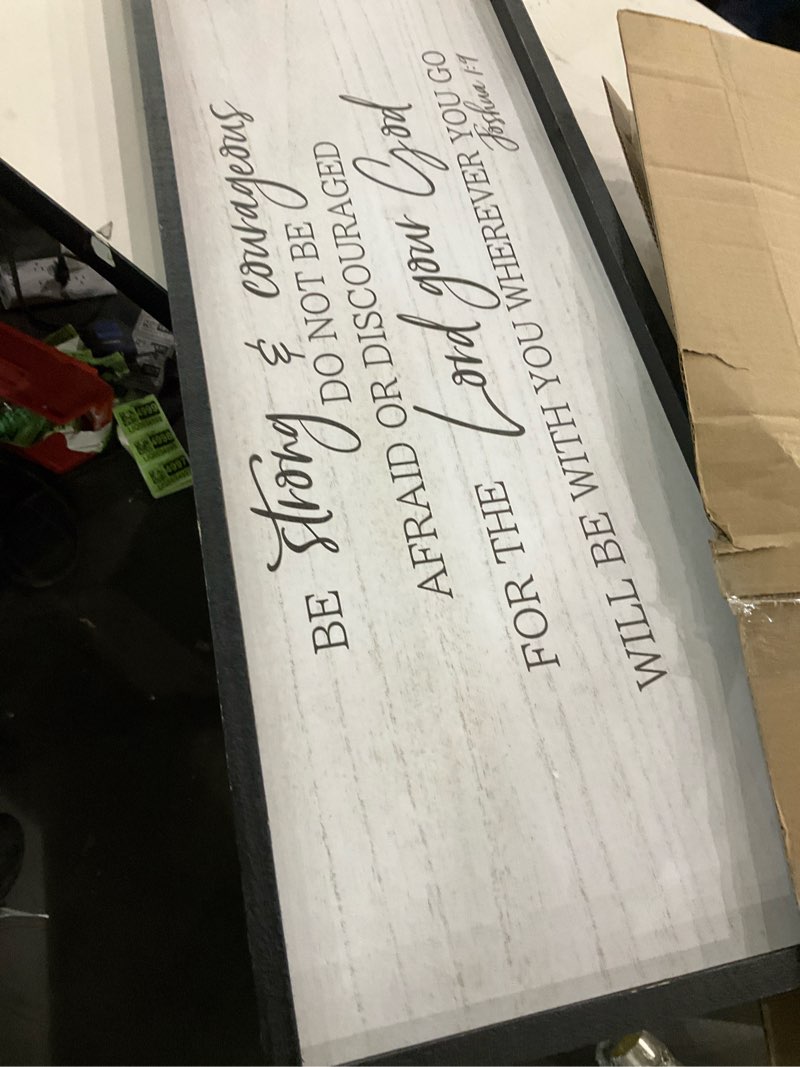 BE strong & courageous
DO NOT BE
AFRAID OR DISCOURAGED
FOR THE Lord your God
WILL BE WITH YOU WHEREVER YOU GO
Joshua 1:9